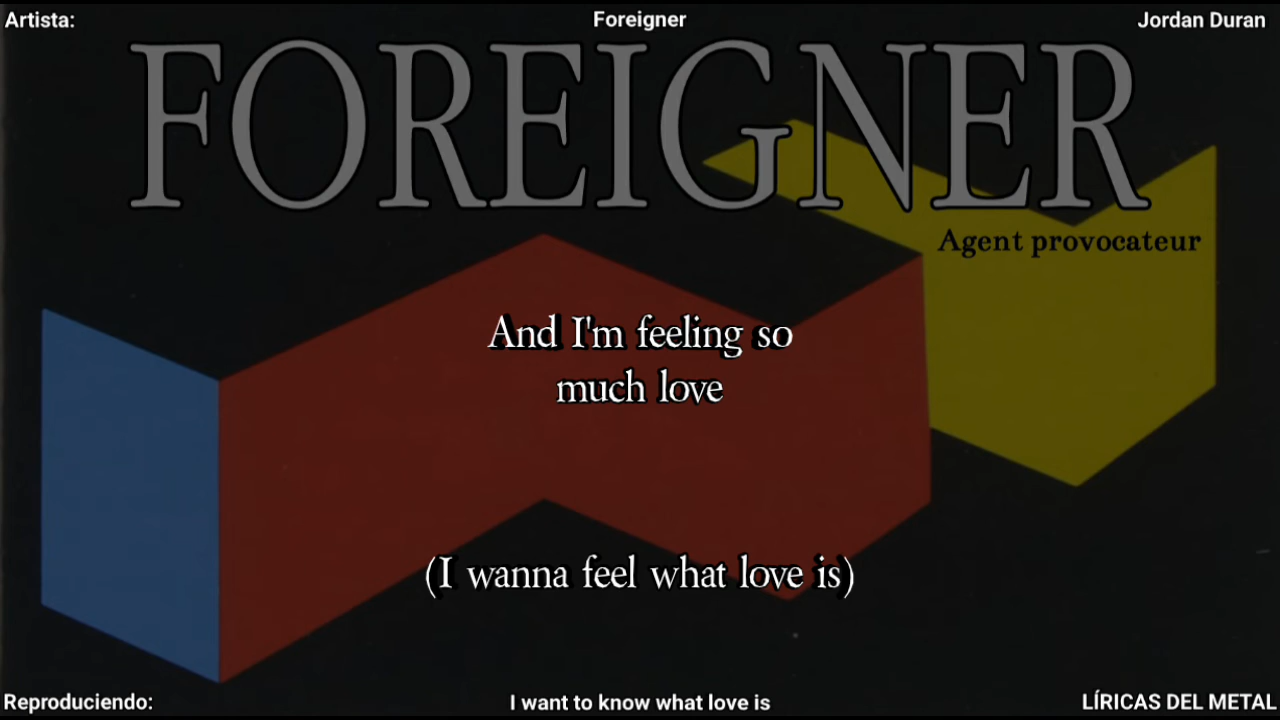 Artista:
Foreigner
Jordan Duran
FOREIGNER
Agent provocateur
And I'm feeling so
much love
(I wanna feel what love is)
Reproduciendo:
I want to know what love is
LÍRICAS DEL METAL